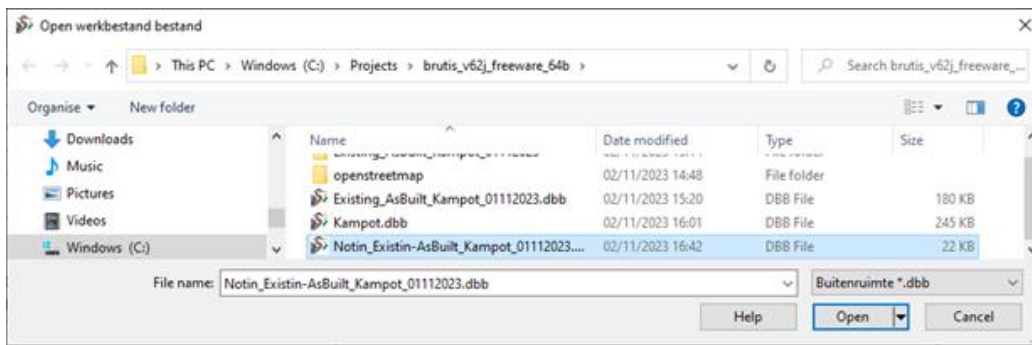 Open werkbestand bestand
This PC > Windows (C:) > Projects > brutis_v62j_freeware_64b >
Search brutis_v62j_freeware_...
Organise New folder
Downloads
Music
Pictures
Videos
Windows (C:)
Name Date modified Type Size
openstreetmap 02/11/2023 14:48 File folder
Existing_AsBuilt_Kampot_01112023.dbb 02/11/2023 15:20 DBB File 180 KB
Kampot.dbb 02/11/2023 16:01 DBB File 245 KB
Notin_Existin-AsBuilt_Kampot_01112023.... 02/11/2023 16:42 DBB File 22 KB
File name: Notin_Existin-AsBuilt_Kampot_01112023.dbb Buitenruimte *.dbb
Help Open Cancel